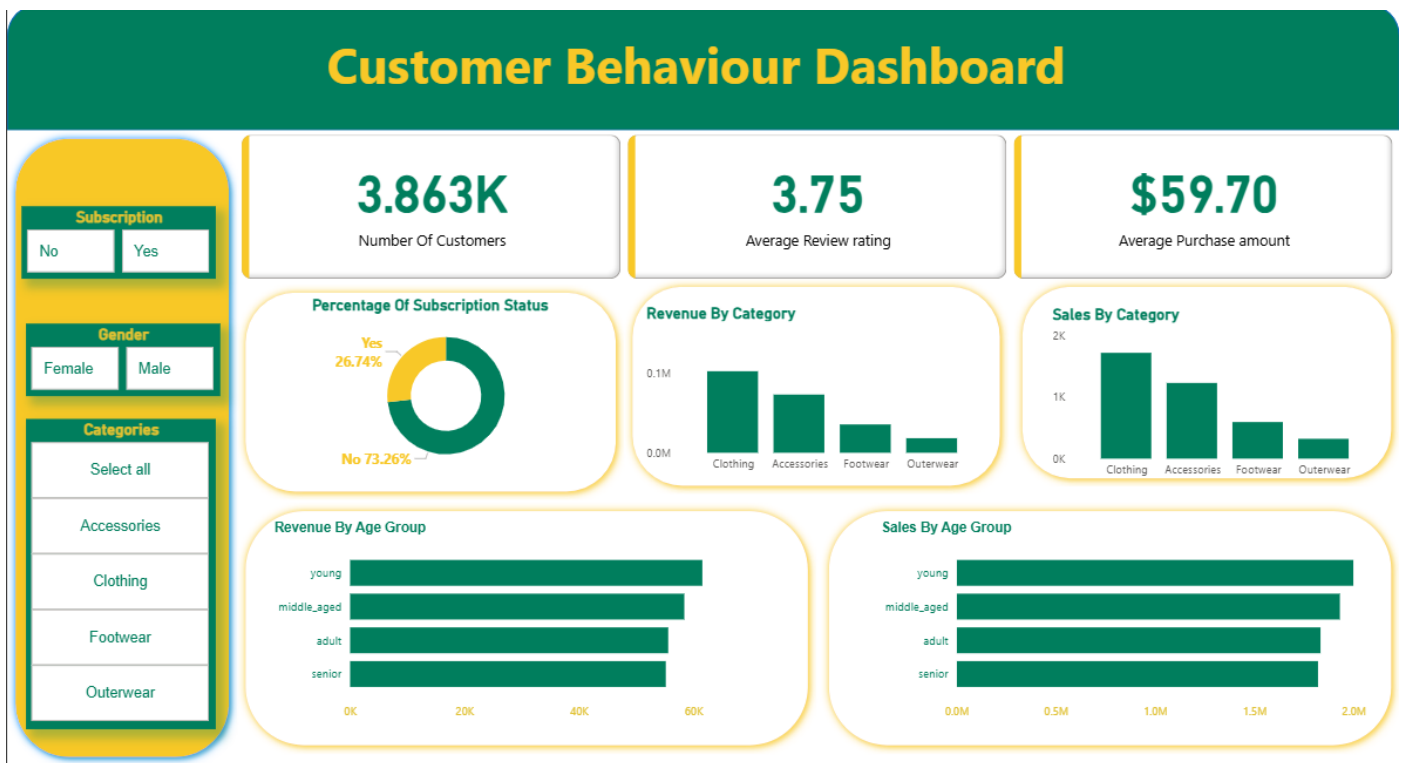 Customer Behaviour Dashboard
Subscription
No Yes
Gender
Female Male
Categories
Select all
Accessories
Clothing
Footwear
Outerwear
3.863K
Number Of Customers
3.75
Average Review rating
$59.70
Average Purchase amount
Percentage Of Subscription Status
Yes
26.74%
No 73.26%
Revenue By Category
0.1M
0.0M
Clothing Accessories Footwear Outerwear
Sales By Category
2K
1K
0K
Clothing Accessories Footwear Outerwear
Revenue By Age Group
young
middle_aged
adult
senior
0K 20K 40K 60K
Sales By Age Group
young
middle_aged
adult
senior
0.0M 0.5M 1.0M 1.5M 2.0M